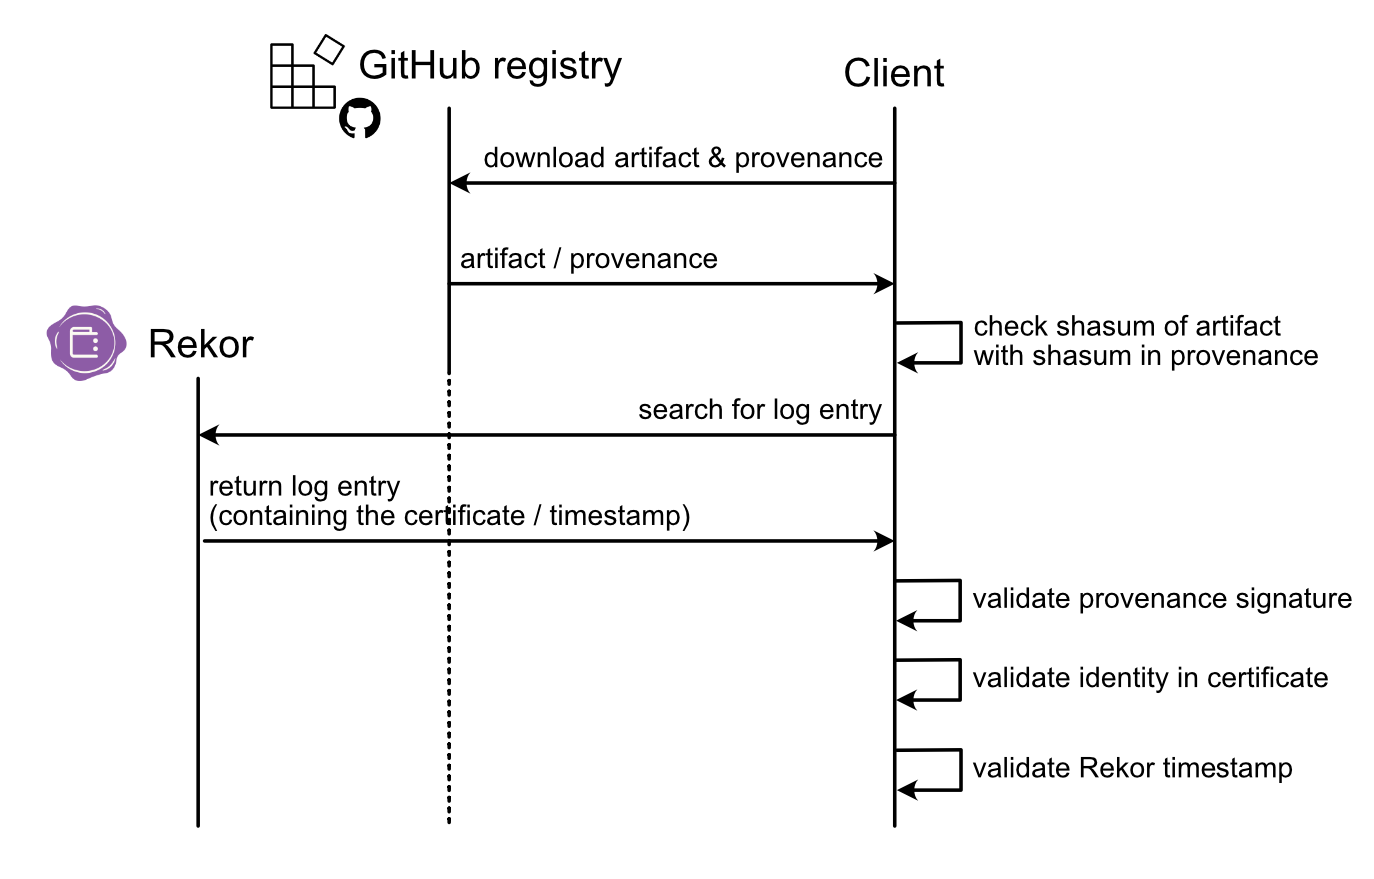 GitHub registry
Client
download artifact & provenance
artifact / provenance
check shasum of artifact
with shasum in provenance
Rekor
search for log entry
return log entry
(containing the certificate / timestamp)
validate provenance signature
validate identity in certificate
validate Rekor timestamp